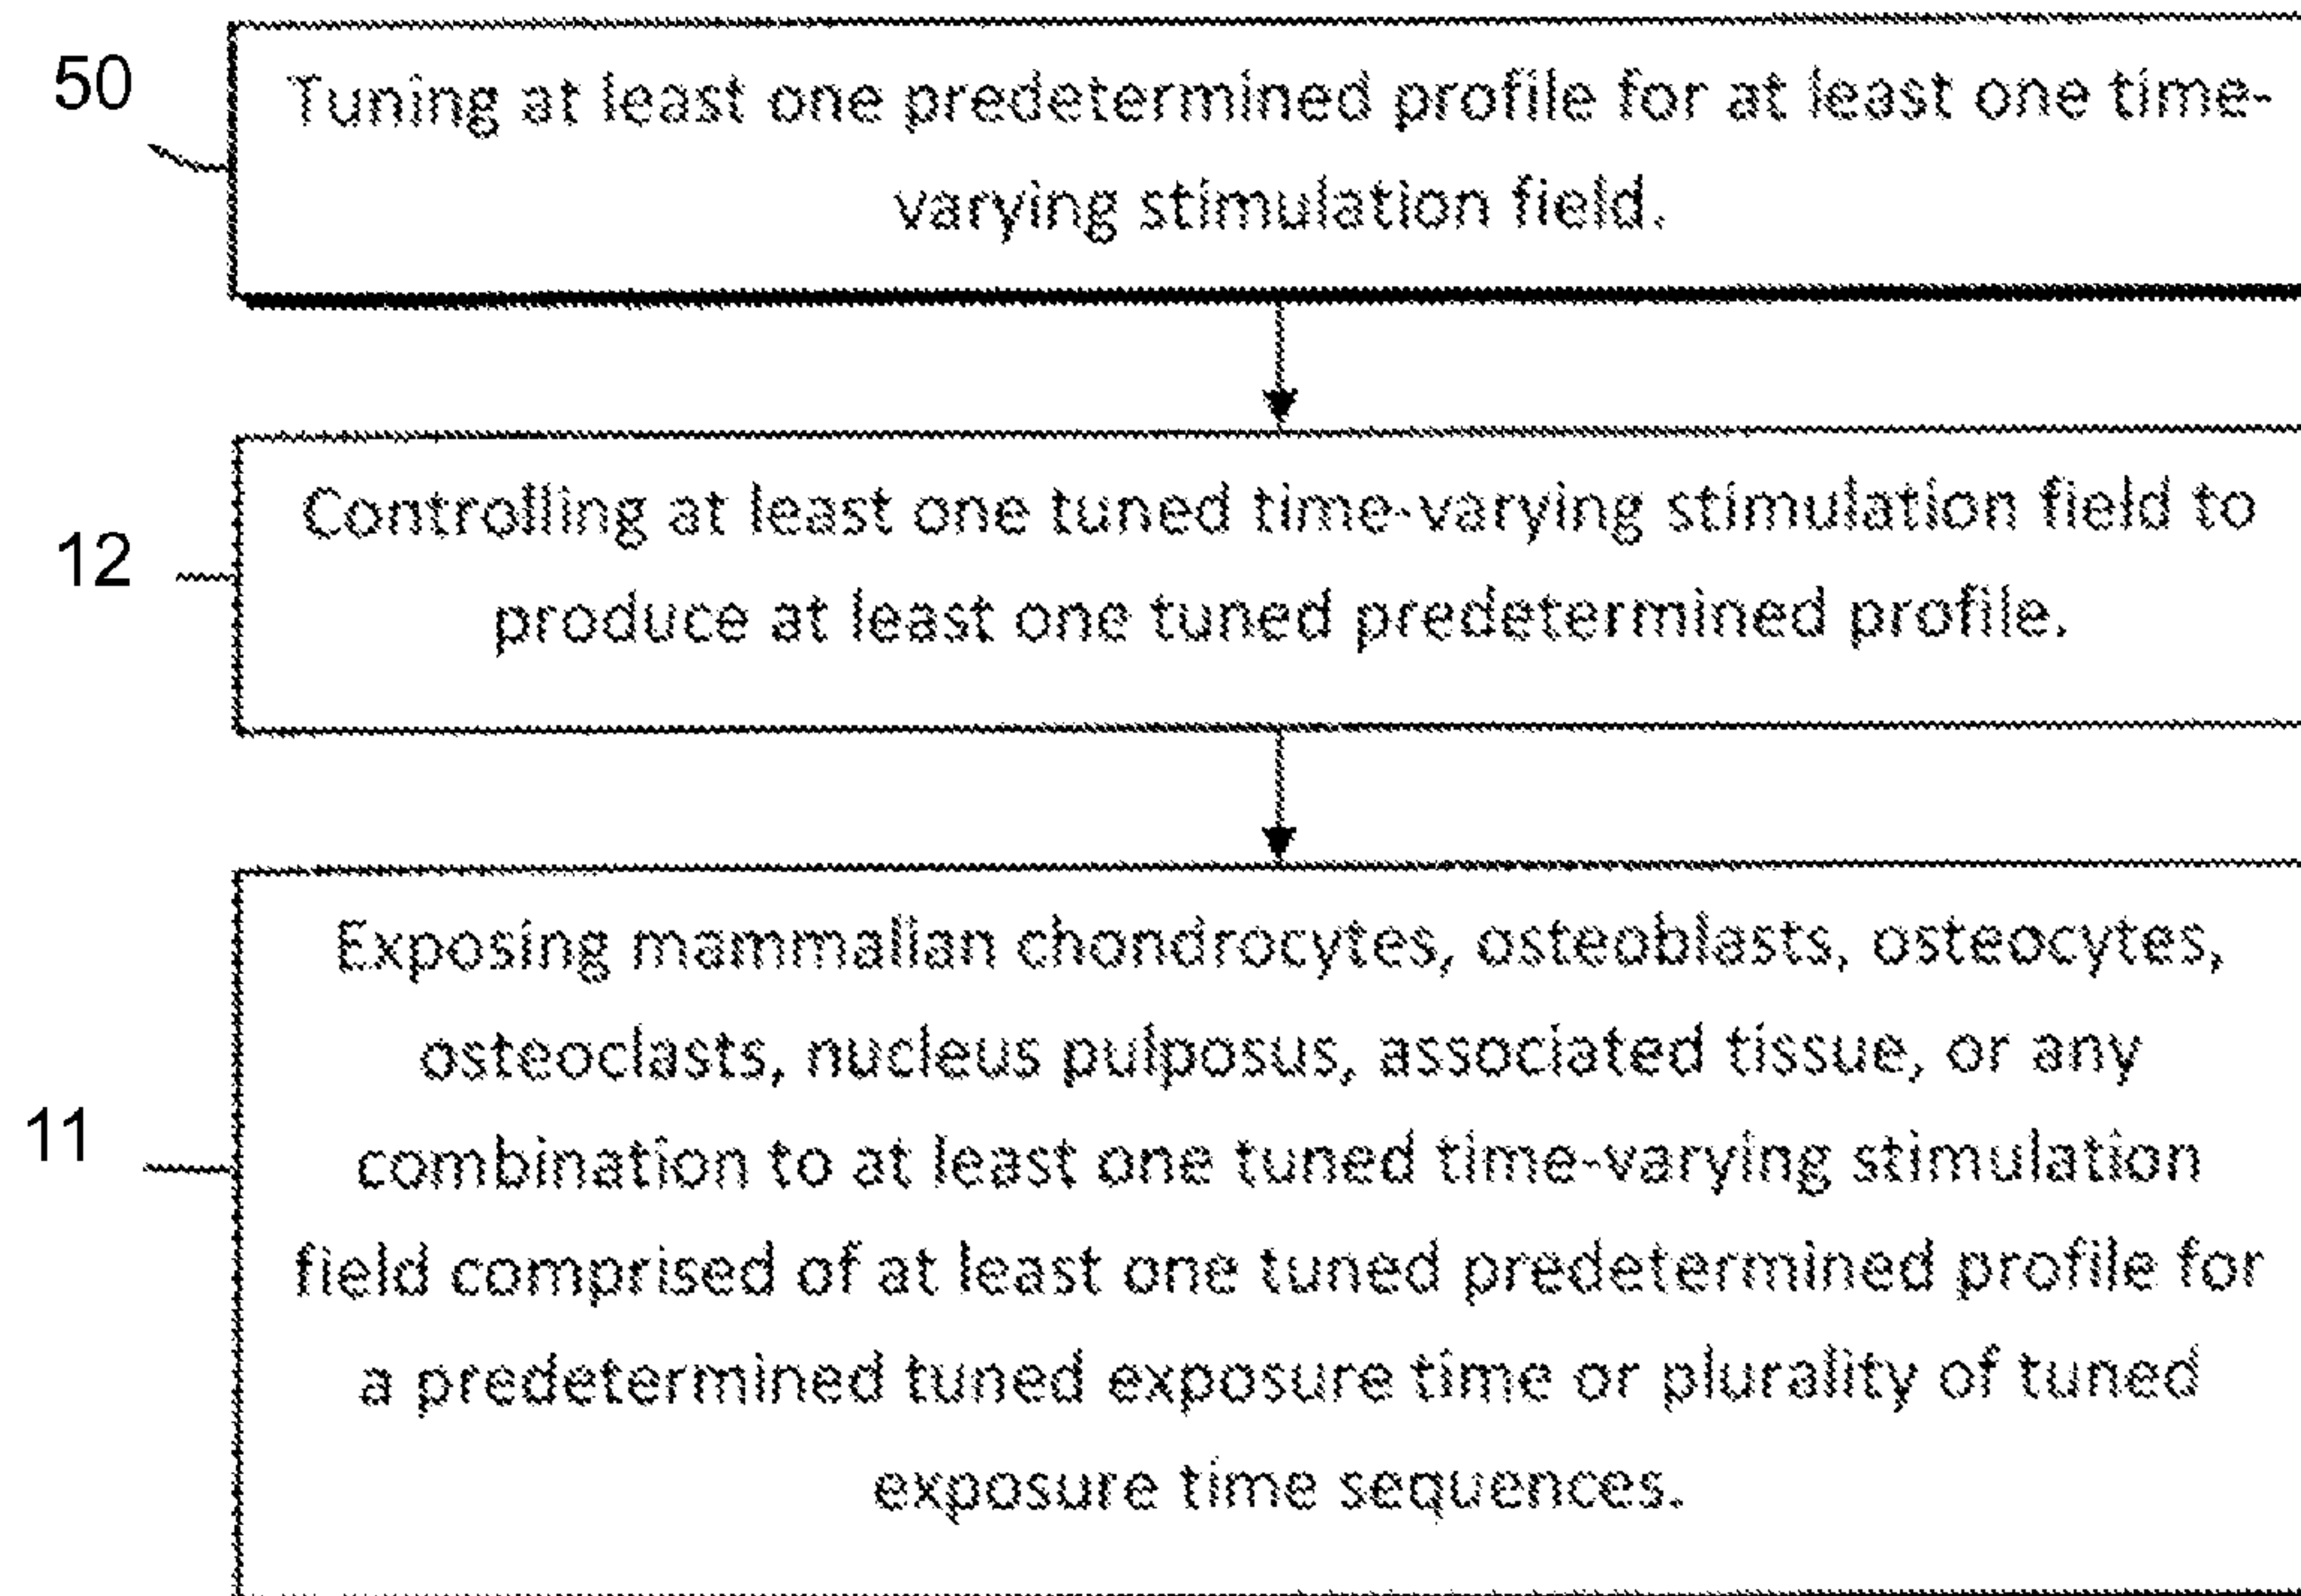 50
Tuning at least one predetermined profile for at least one time-
varying stimulation field.
12
Controlling at least one tuned time-varying stimulation field to
produce at least one tuned predetermined profile.
Exposing mammalian chondrocytes, osteoblasts, osteocytes,
osteoclasts, nucleus pulposus, associated tissue, or any
11
combination to at least one tuned time-varying stimulation
field comprised of at least one tuned predetermined profile for
a predetermined tuned exposure time or plurality of tuned
exposure time sequences.